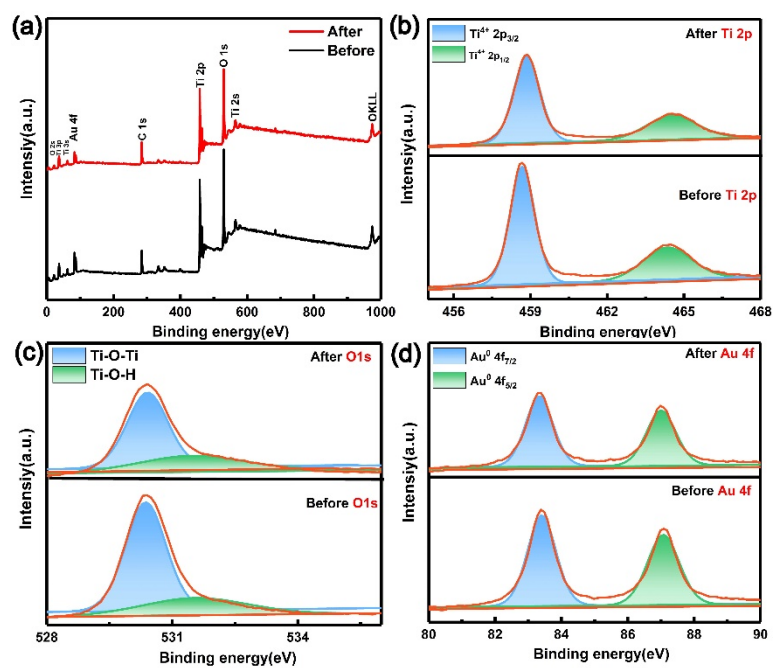 (a)
After
Before
O 2s
Ti 3p
Ti 3s
Au 4f
C 1s
Ti 2p
O 1s
Ti 2s
OKLL
Intensiy(a.u.)
0 200 400 600 800 1000
Binding energy(eV)
(b)
Ti⁴⁺ 2p₃/₂
Ti⁴⁺ 2p₁/₂
After Ti 2p
Before Ti 2p
Intensiy(a.u.)
456 459 462 465 468
Binding energy(eV)
(c)
Ti-O-Ti
Ti-O-H
After O1s
Before O1s
Intensiy(a.u.)
528 531 534
Binding energy(eV)
(d)
Au⁰ 4f₇/₂
Au⁰ 4f₅/₂
After Au 4f
Before Au 4f
Intensiy(a.u.)
80 82 84 86 88 90
Binding energy(eV)